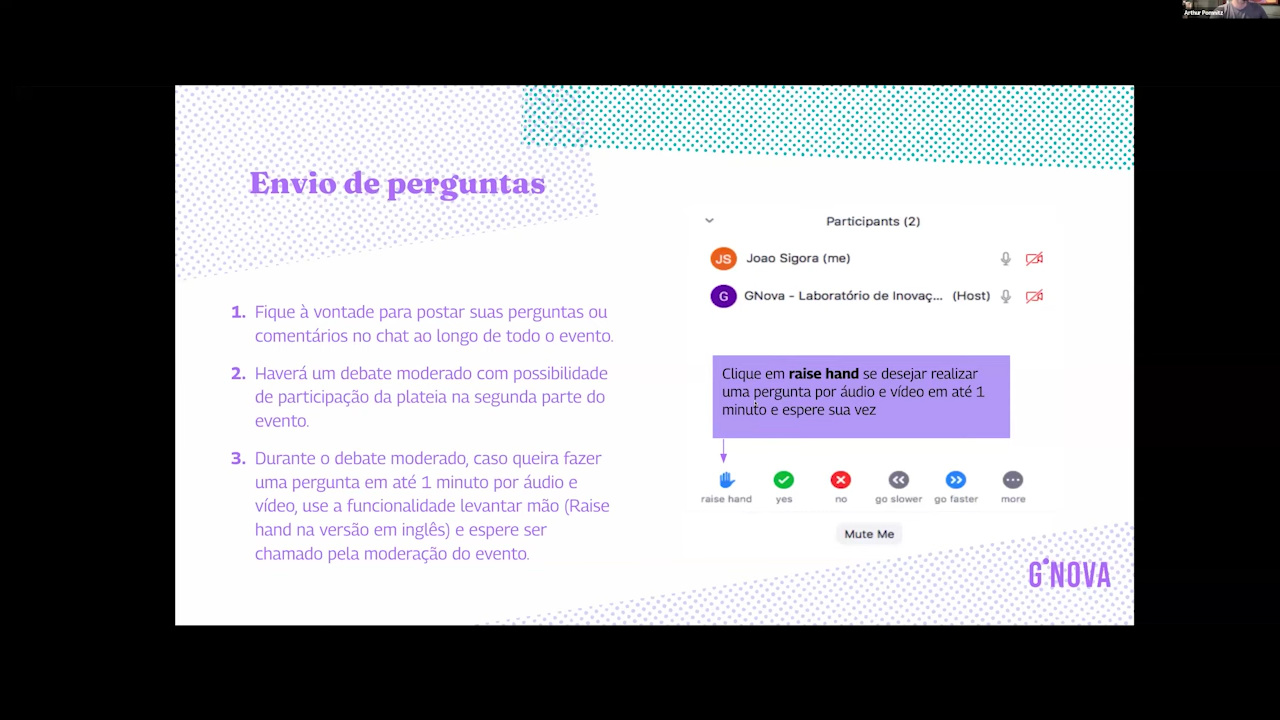 Arthur Pomnitz
Envio de perguntas
1. Fique à vontade para postar suas perguntas ou
comentários no chat ao longo de todo o evento.
2. Haverá um debate moderado com possibilidade
de participação da plateia na segunda parte do
evento.
3. Durante o debate moderado, caso queira fazer
uma pergunta em até 1 minuto por áudio e
vídeo, use a funcionalidade levantar mão (Raise
hand na versão em inglês) e espere ser
chamado pela moderação do evento.
Participants (2)
JS Joao Sigora (me)
G GNova - Laboratório de Inovaç... (Host)
Clique em raise hand se desejar realizar
uma pergunta por áudio e vídeo em até 1
minuto e espere sua vez
raise hand yes no go slower go faster more
Mute Me
G'NOVA